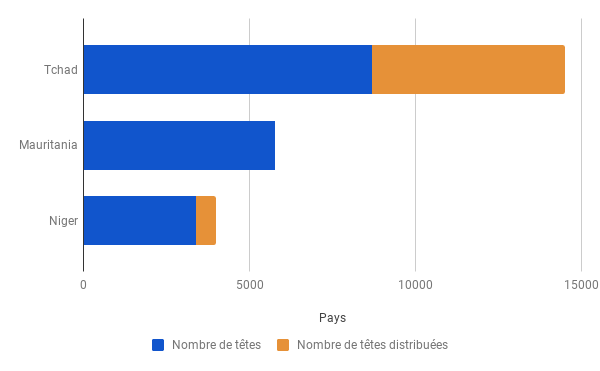 Tchad
Mauritania
Niger
0 5000 10000 15000
Pays
Nombre de têtes Nombre de têtes distribuées